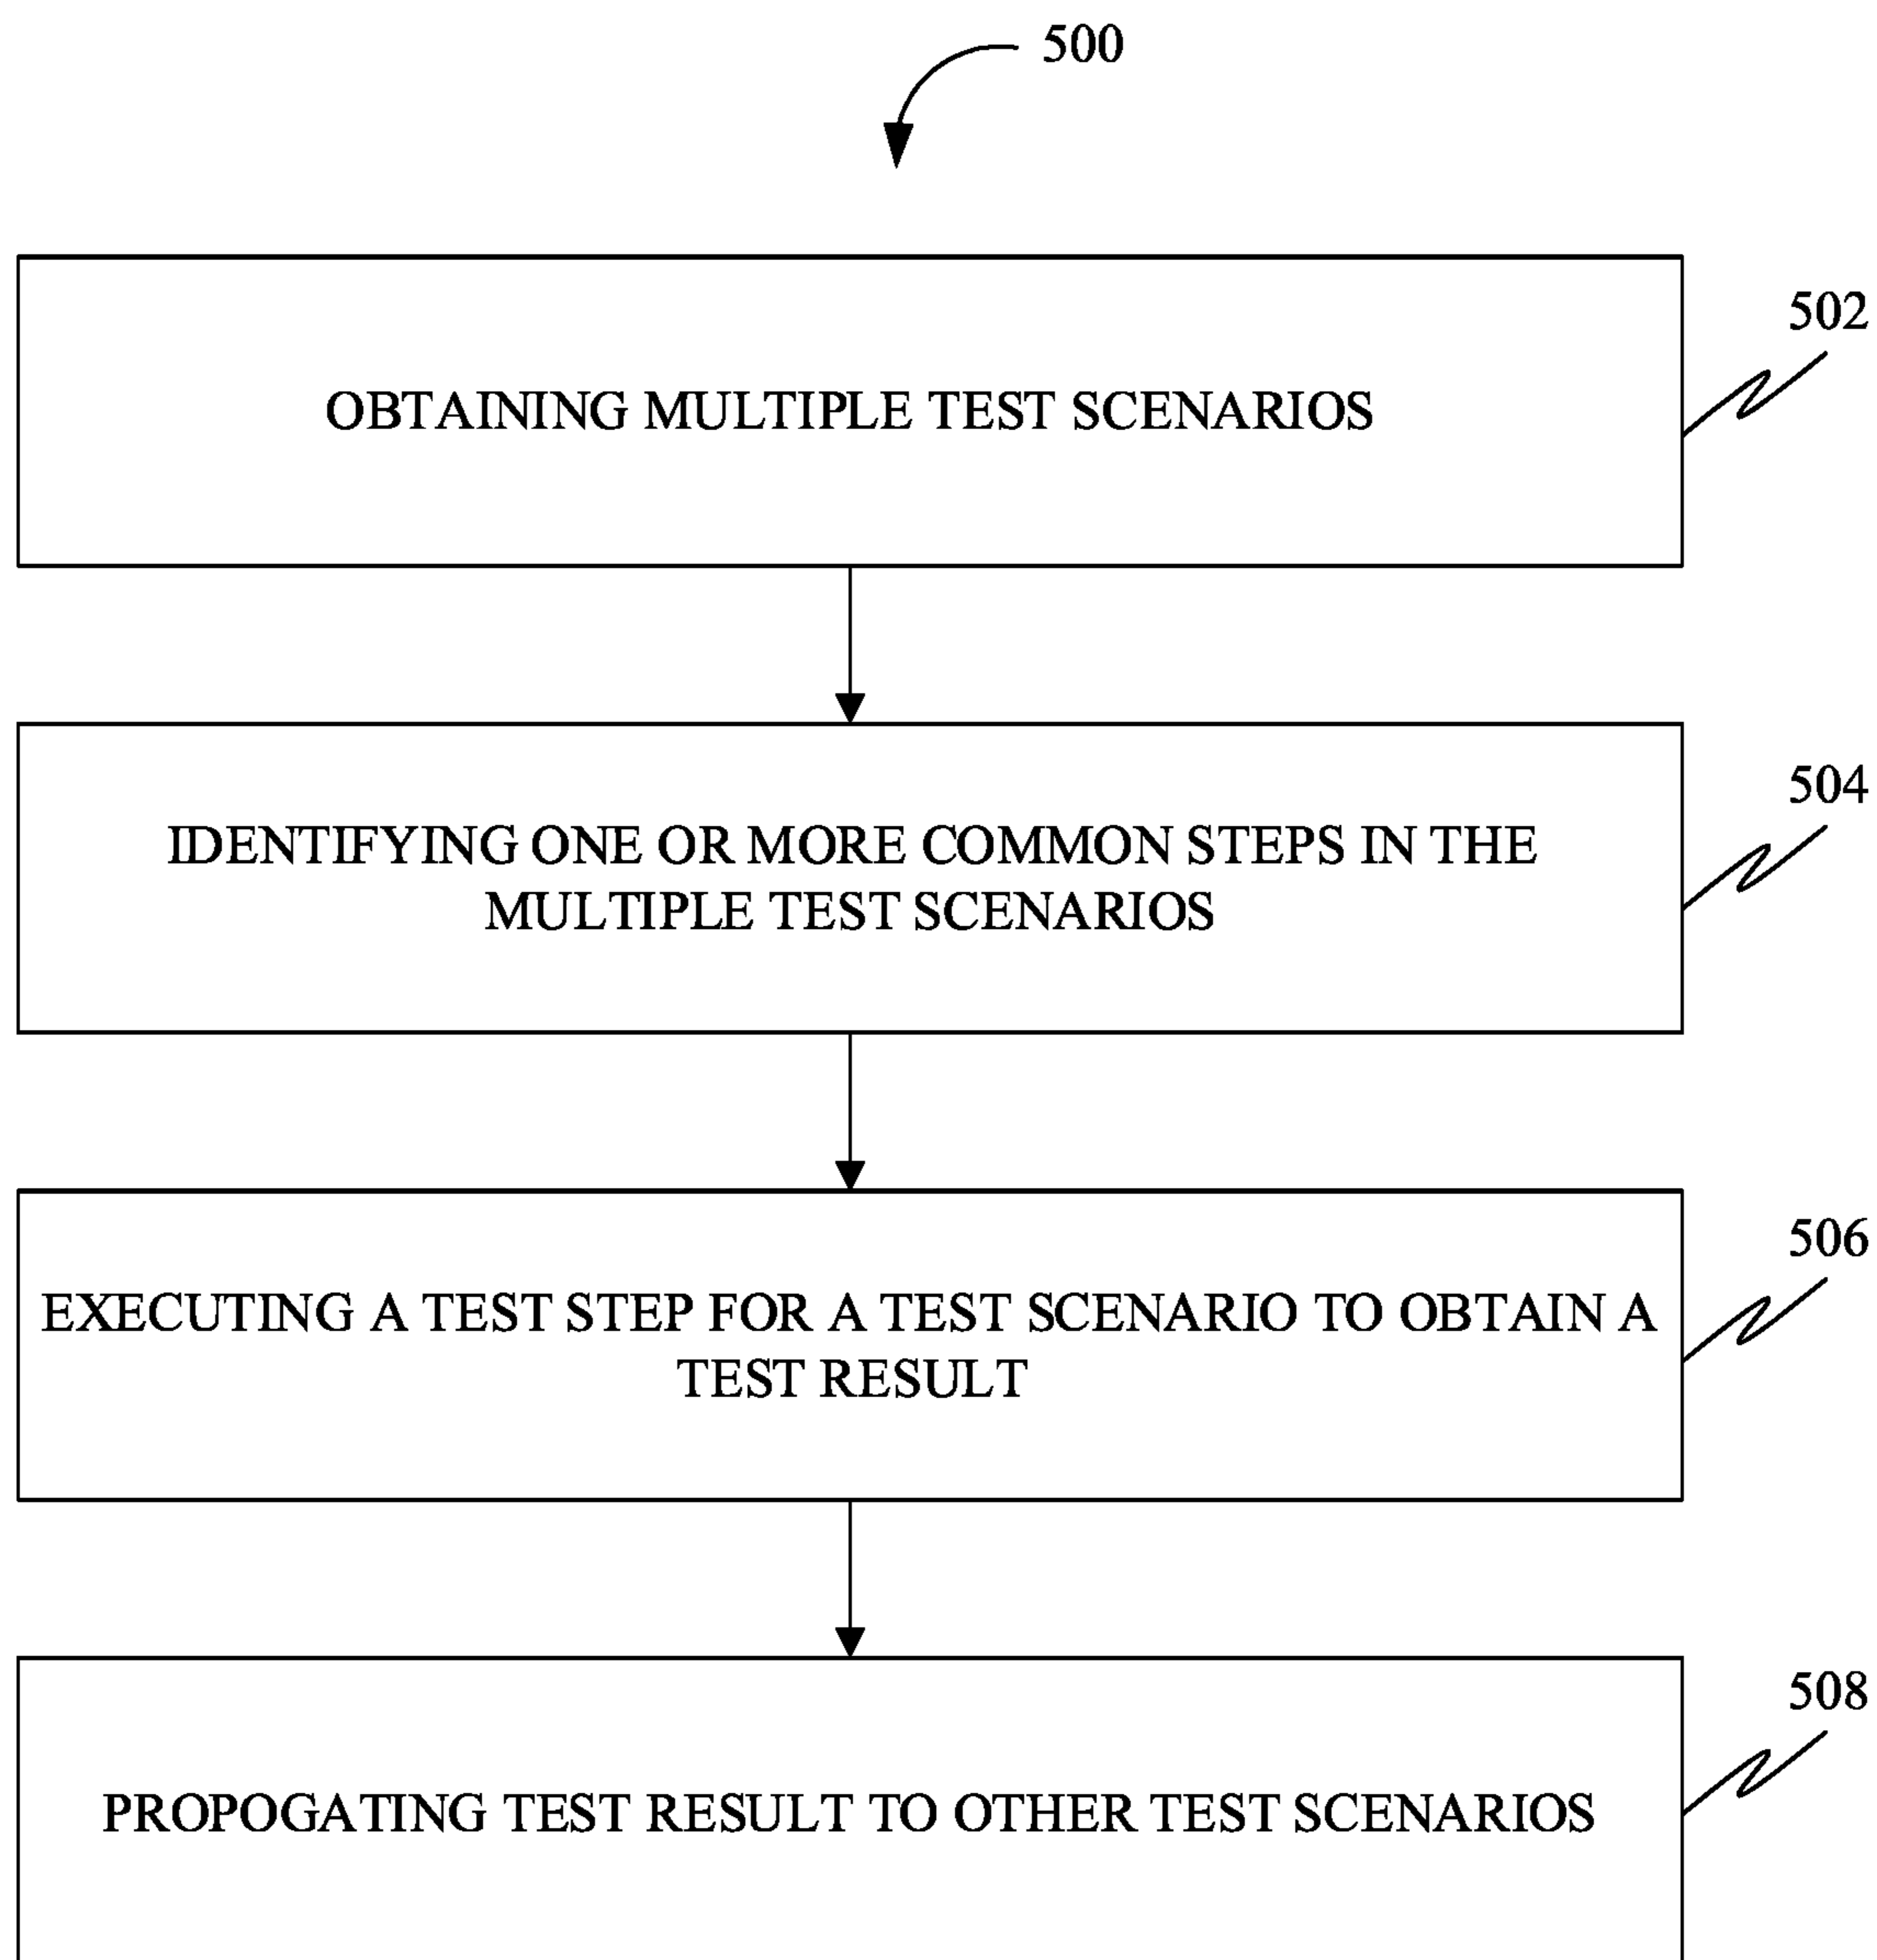 500
502
OBTAINING MULTIPLE TEST SCENARIOS
504
IDENTIFYING ONE OR MORE COMMON STEPS IN THE
MULTIPLE TEST SCENARIOS
506
EXECUTING A TEST STEP FOR A TEST SCENARIO TO OBTAIN A
TEST RESULT
508
PROPOGATING TEST RESULT TO OTHER TEST SCENARIOS